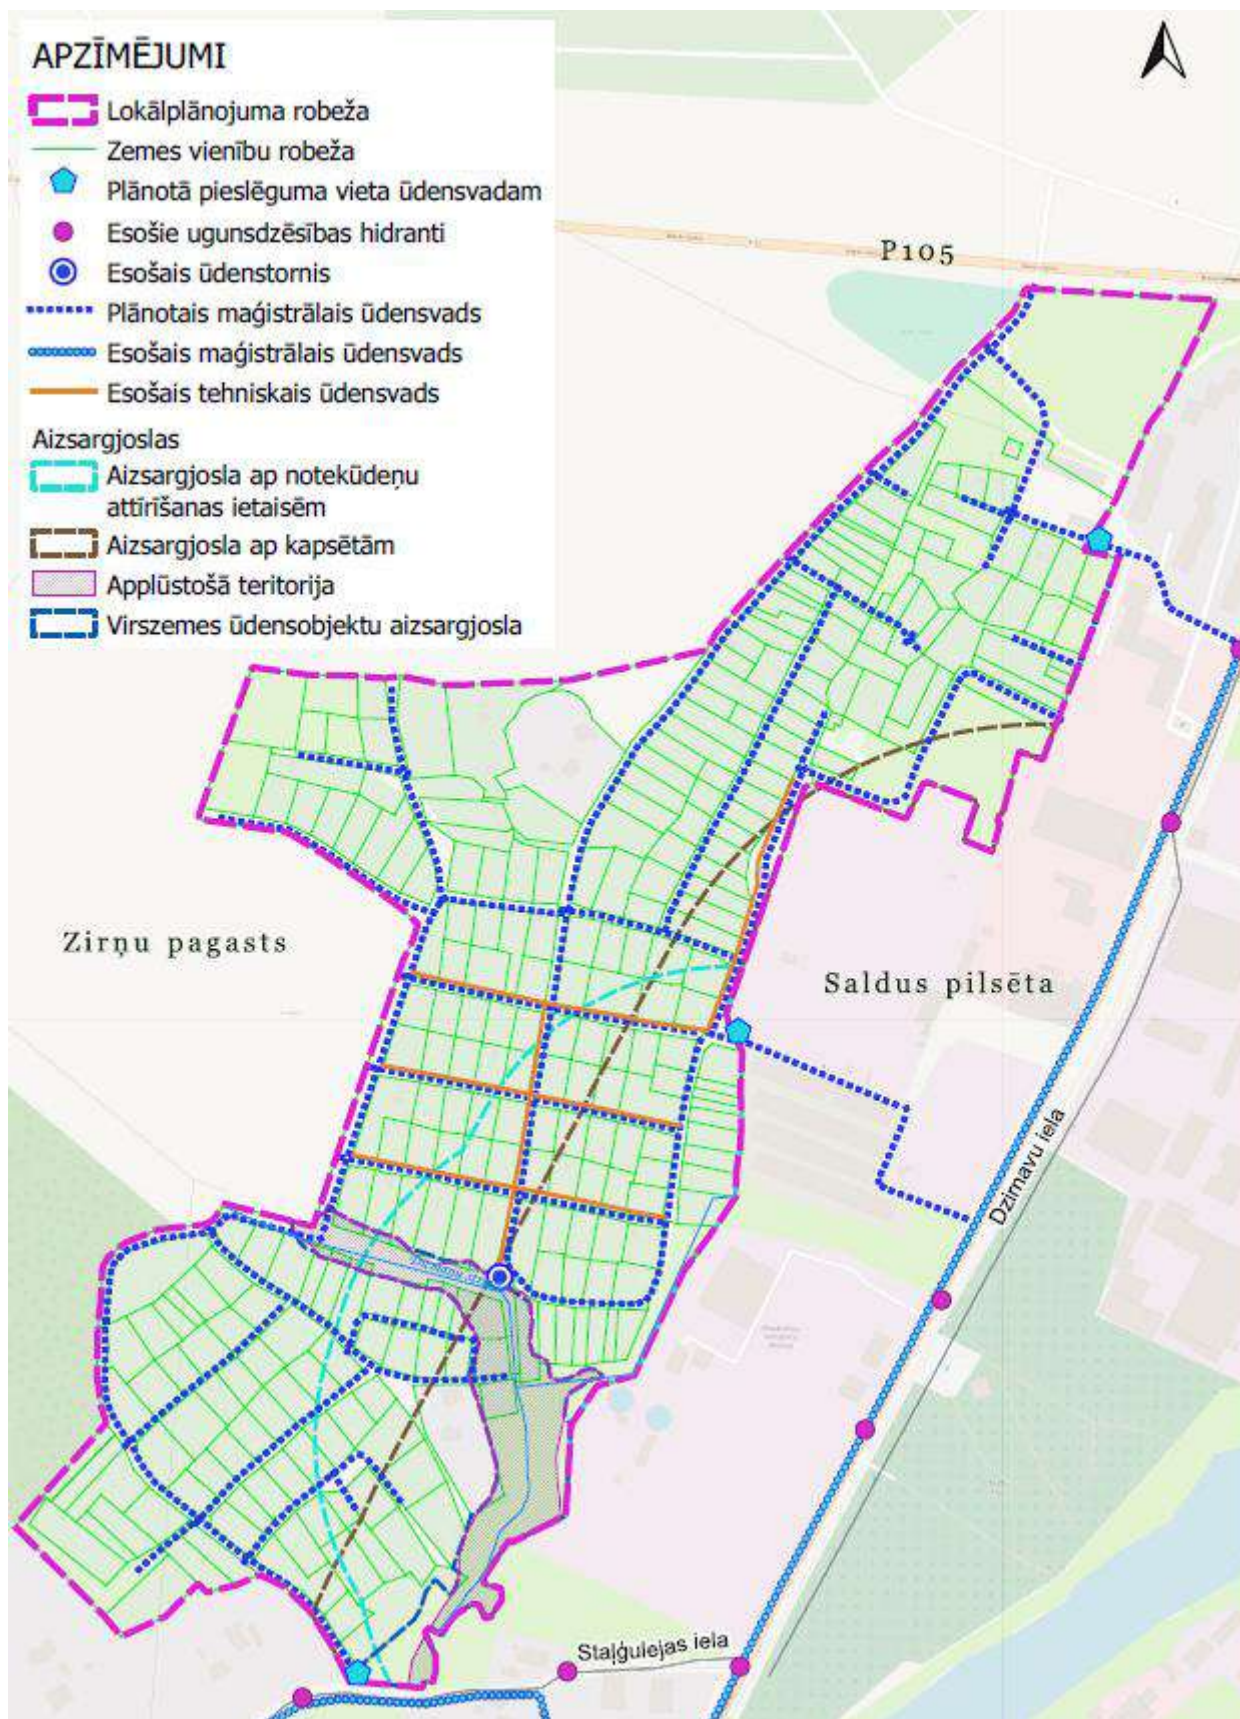 APZĪMĒJUMI
Lokālplānojuma robeža
Zemes vienību robeža
Plānotā pieslēguma vieta ūdensvadam
Esošie ugunsdzēsības hidranti
Esošais ūdenstornis
Plānotais maģistrālais ūdensvads
Esošais maģistrālais ūdensvads
Esošais tehniskais ūdensvads
Aizsargjoslas
Aizsargjosla ap notekūdeņu
attīrīšanas ietaisēm
Aizsargjosla ap kapsētām
Applūstošā teritorija
Virszemes ūdensobjektu aizsargjosla
P105
Zirņu pagasts
Saldus pilsēta
Dzirnavu iela
Staļģulejas iela